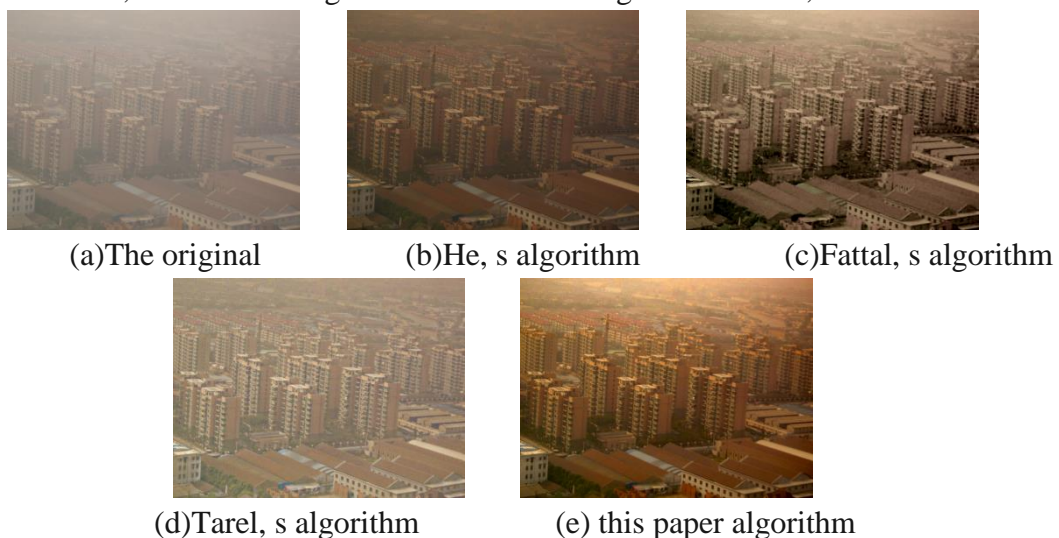 (a)The original (b)He, s algorithm (c)Fattal, s algorithm
(d)Tarel, s algorithm (e) this paper algorithm